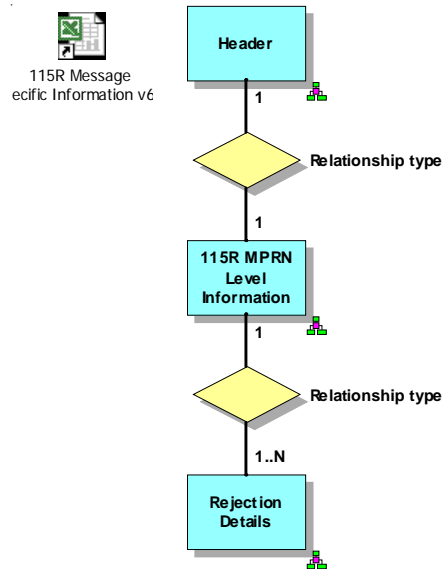 115R Message
ecific Information v6
Header
1
Relationship type
1
115R MPRN
Level
Information
1
Relationship type
1..N
Rejection
Details